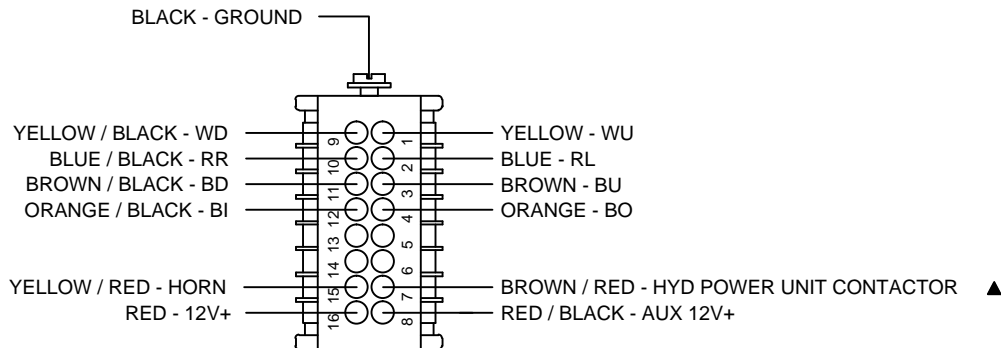 BLACK - GROUND
YELLOW / BLACK - WD 9 1 YELLOW - WU
BLUE / BLACK - RR 10 2 BLUE - RL
BROWN / BLACK - BD 11 3 BROWN - BU
ORANGE / BLACK - BI 12 4 ORANGE - BO
13 5
14 6
YELLOW / RED - HORN 15 7 BROWN / RED - HYD POWER UNIT CONTACTOR
RED - 12V+ 16 8 RED / BLACK - AUX 12V+